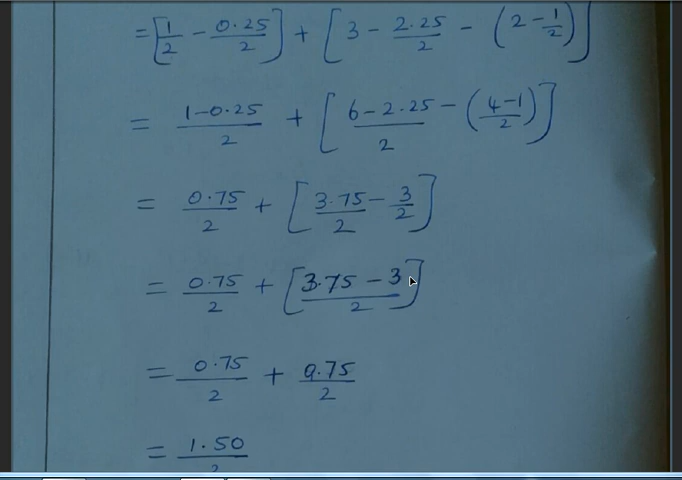 = [1/2 - 0.25/2] + [3 - 2.25/2 - (2 - 1/2)]
= 1-0.25/2 + [6-2.25/2 - (4-1/2)]
= 0.75/2 + [3.75/2 - 3/2]
= 0.75/2 + [3.75 - 3/2]
= 0.75/2 + 0.75/2
= 1.50/2